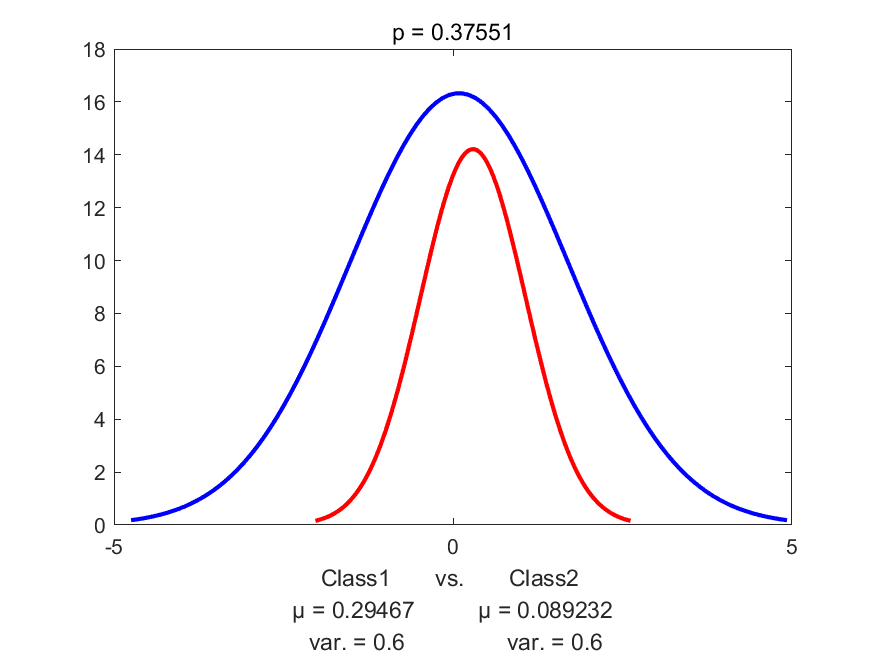 p = 0.37551
18
16
14
12
10
8
6
4
2
0
-5 0 5
Class1 vs. Class2
μ = 0.29467 μ = 0.089232
var. = 0.6 var. = 0.6